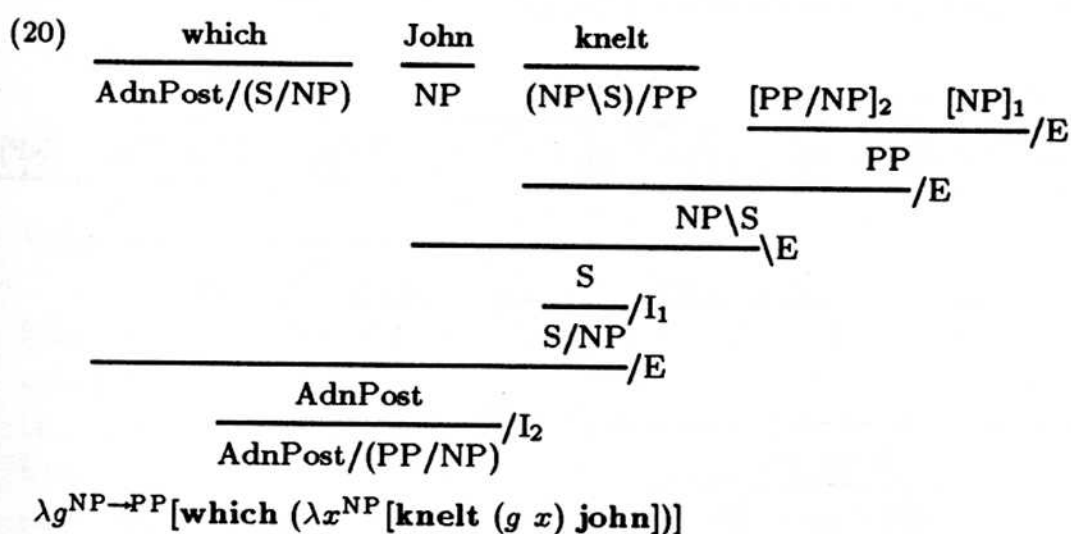 (20) which John knelt
AdnPost/(S/NP) NP (NP\S)/PP [PP/NP]₂ [NP]₁
/E
PP
/E
NP\S
\E
S
/I₁
S/NP
/E
AdnPost
/I₂
AdnPost/(PP/NP)
λg^NP→PP[which (λx^NP[knelt (g x) john])]